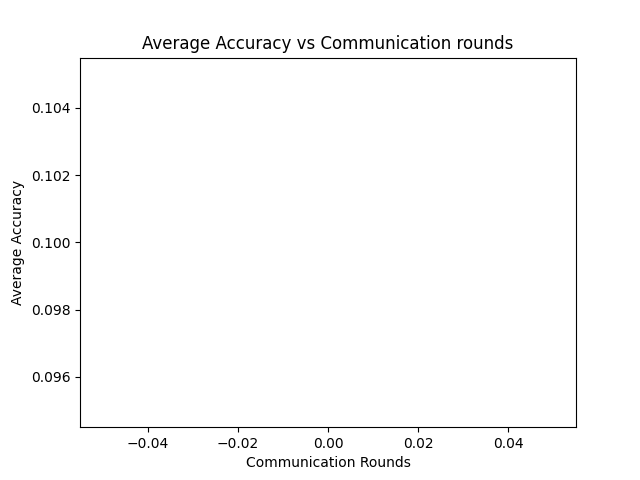 Average Accuracy vs Communication rounds
0.104
0.102
0.100
0.098
0.096
Average Accuracy
−0.04 −0.02 0.00 0.02 0.04
Communication Rounds